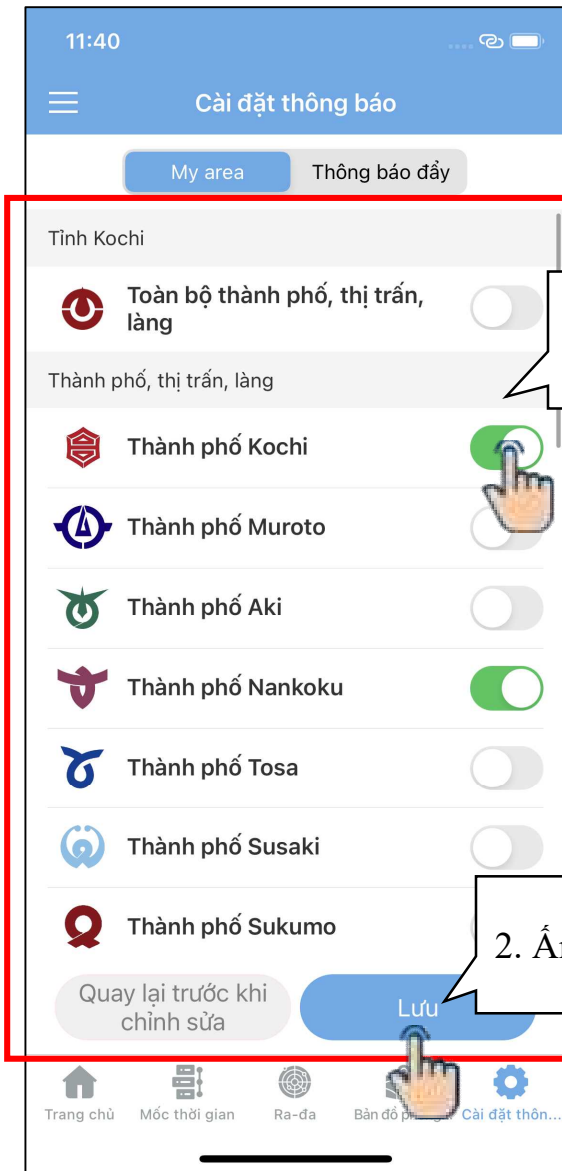 11:40
Cài đặt thông báo
My area
Thông báo đẩy
Tỉnh Kochi
Toàn bộ thành phố, thị trấn,
làng
Thành phố, thị trấn, làng
Thành phố Kochi
Thành phố Muroto
Thành phố Aki
Thành phố Nankoku
Thành phố Tosa
Thành phố Susaki
Thành phố Sukumo
2.
Quay lại trước khi
chỉnh sửa
Lưu
Trang chủ
Mốc thời gian
Ra-đa
Bản đồ
Cài đặt thôn...